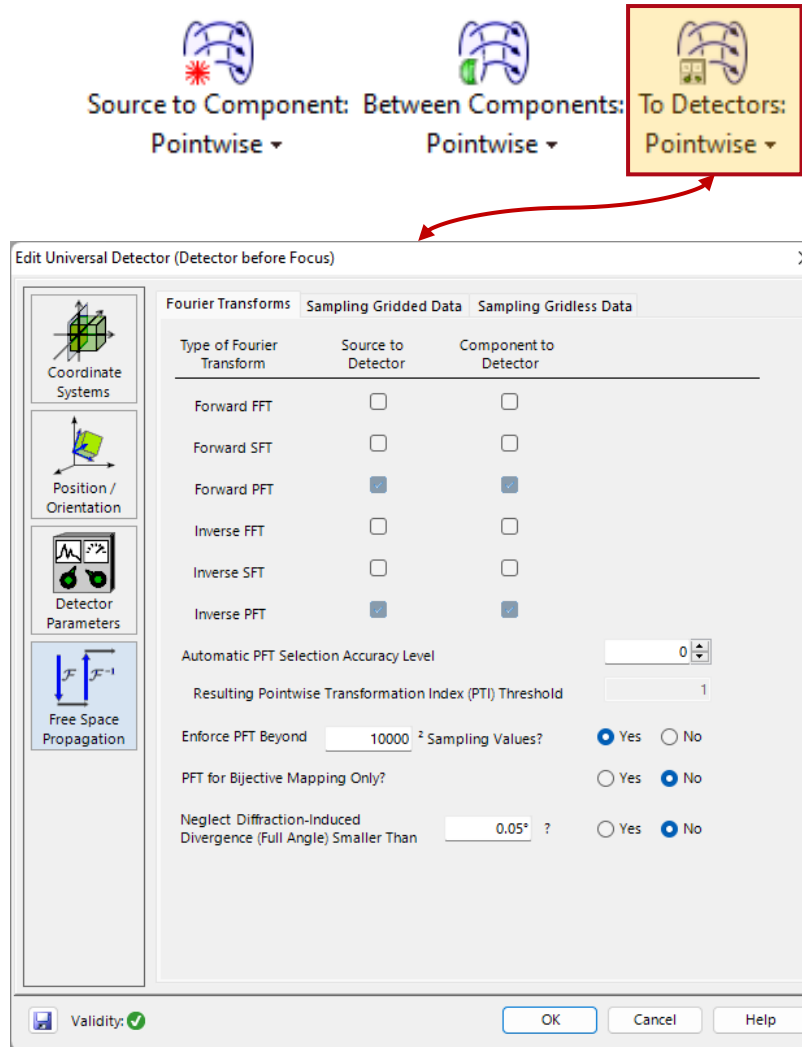 Source to Component: Between Components: To Detectors:
Pointwise Pointwise Pointwise
Edit Universal Detector (Detector before Focus)
Coordinate
Systems
Position /
Orientation
Detector
Parameters
ℱ ℱ⁻¹
Free Space
Propagation
Fourier Transforms Sampling Gridded Data Sampling Gridless Data
Type of Fourier
Transform
Source to
Detector
Component to
Detector
Forward FFT
Forward SFT
Forward PFT
Inverse FFT
Inverse SFT
Inverse PFT
Automatic PFT Selection Accuracy Level 0
Resulting Pointwise Transformation Index (PTI) Threshold 1
Enforce PFT Beyond 10000 ² Sampling Values? Yes No
PFT for Bijective Mapping Only? Yes No
Neglect Diffraction-Induced
Divergence (Full Angle) Smaller Than 0.05° ? Yes No
Validity: OK Cancel Help